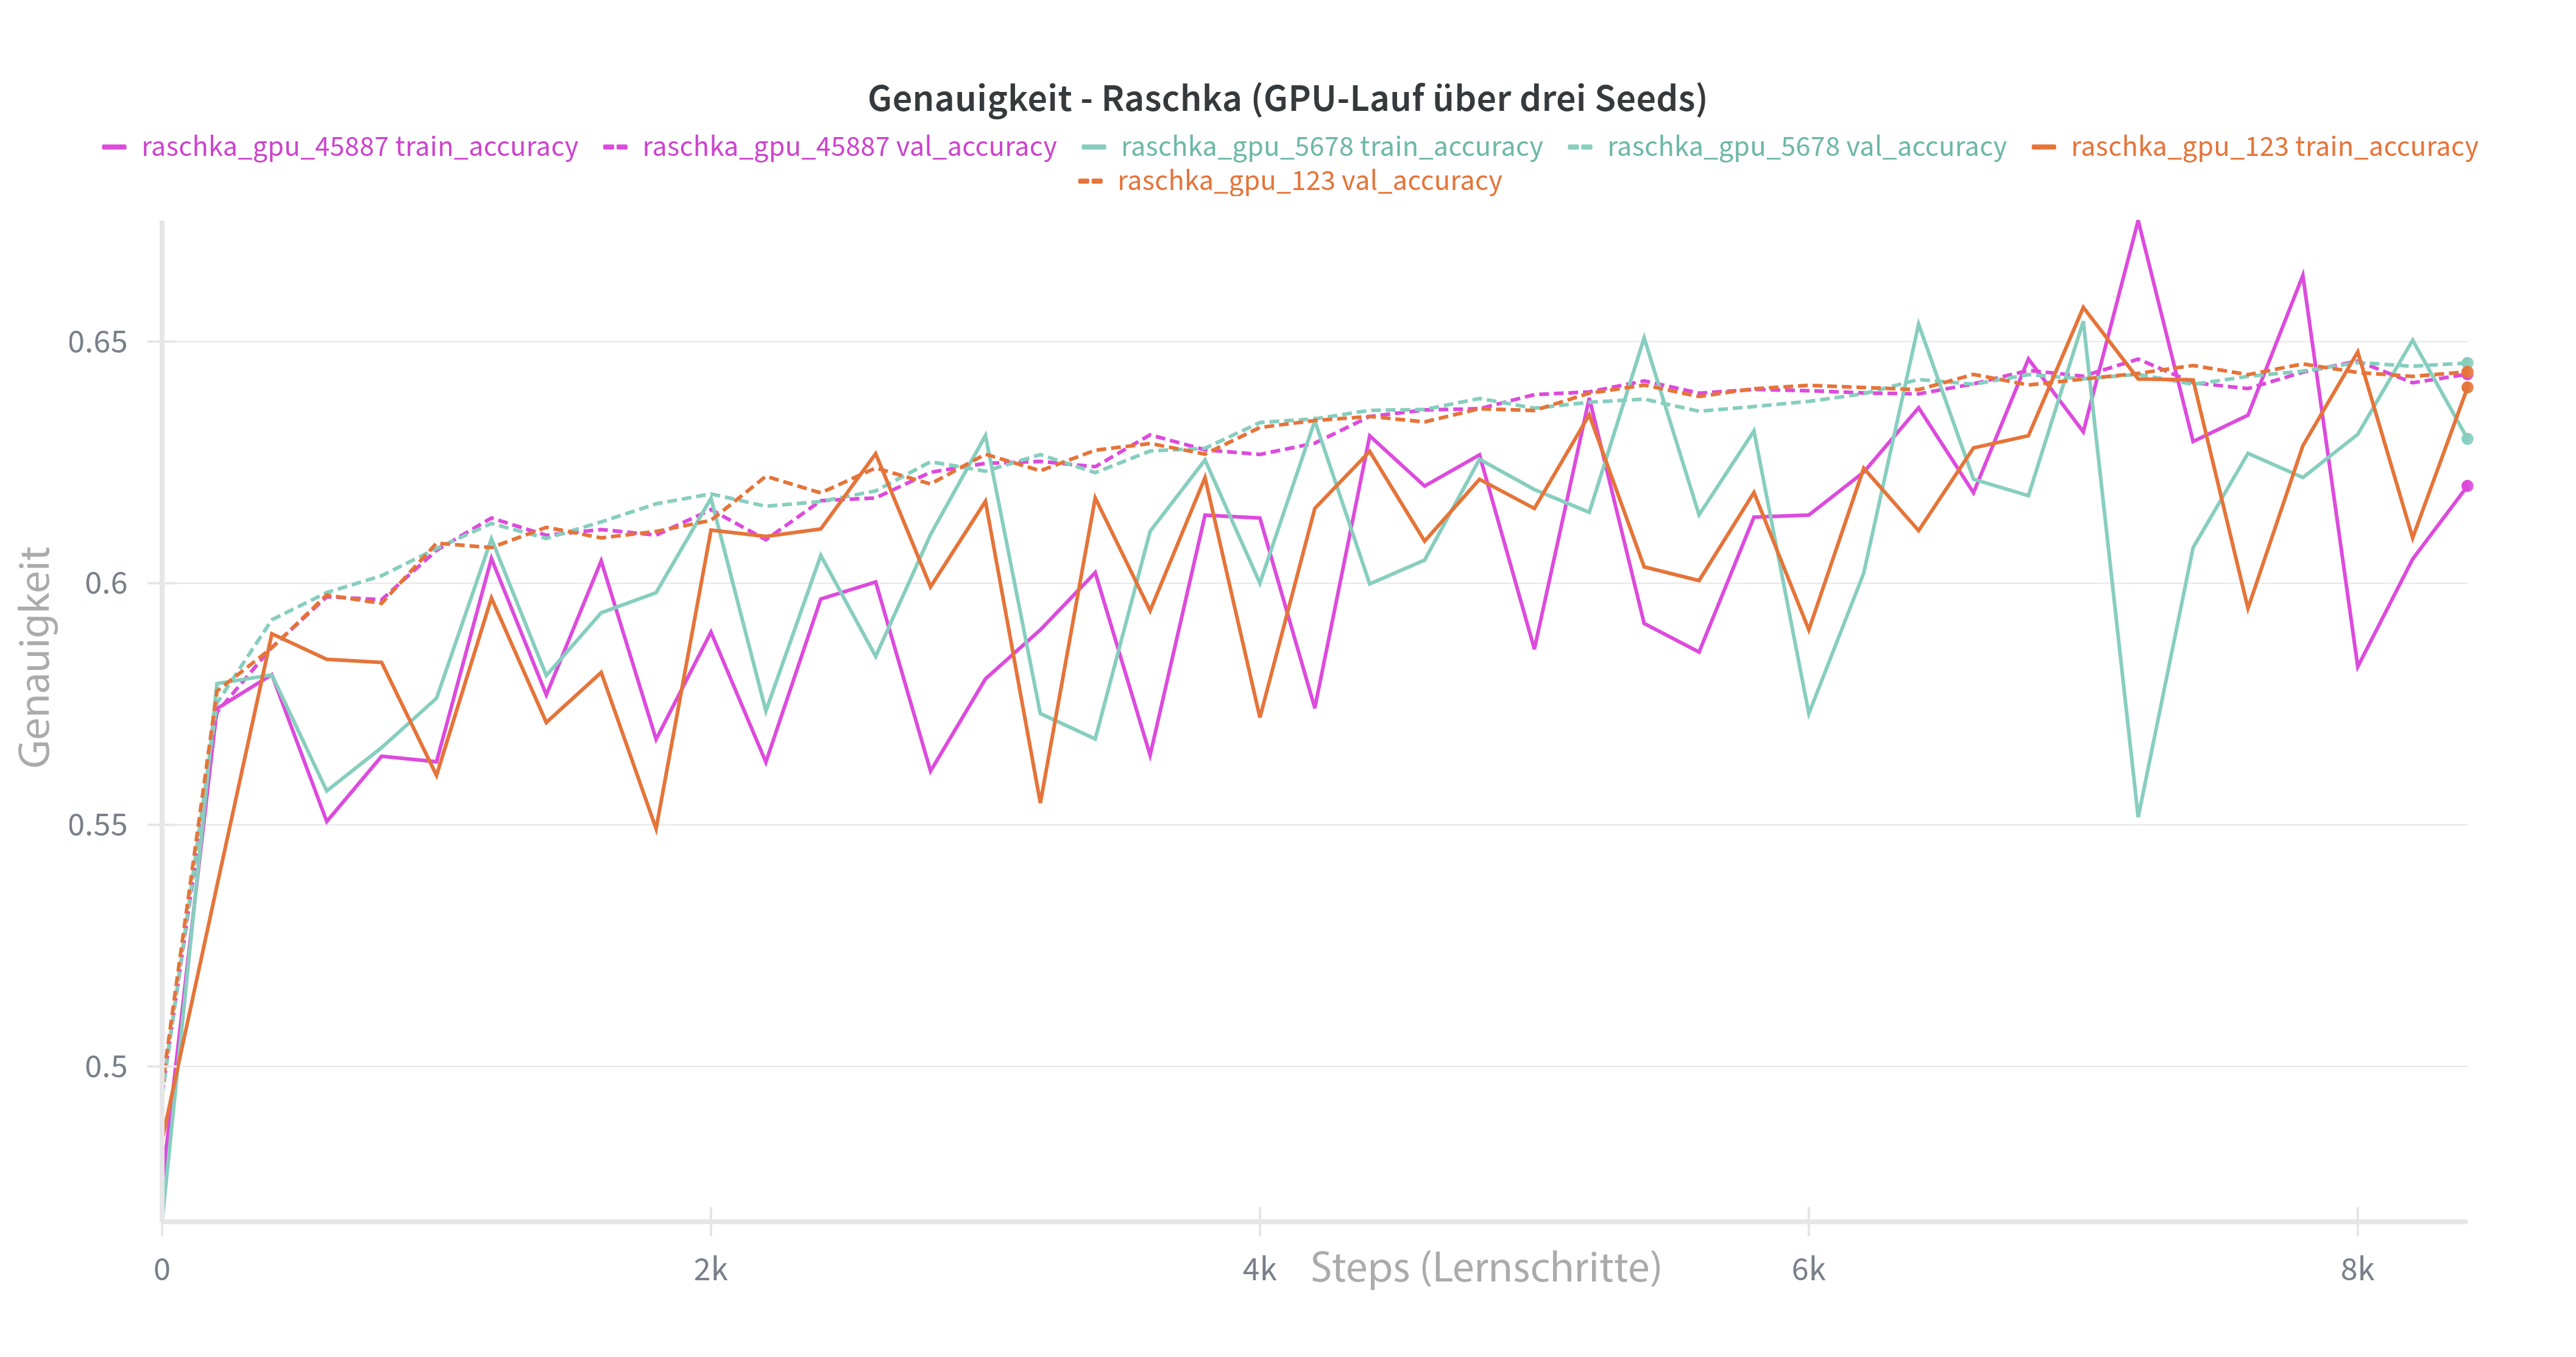 Genauigkeit - Raschka (GPU-Lauf über drei Seeds)
raschka_gpu_45887 train_accuracy raschka_gpu_45887 val_accuracy raschka_gpu_5678 train_accuracy raschka_gpu_5678 val_accuracy raschka_gpu_123 train_accuracy
raschka_gpu_123 val_accuracy
Genauigkeit
0.65
0.6
0.55
0.5
0 2k 4k 6k 8k
Steps (Lernschritte)